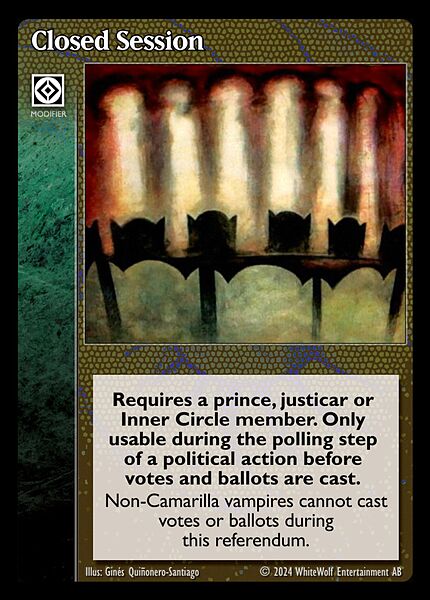 Closed Session
MODIFIER
Requires a prince, justicar or
Inner Circle member. Only
usable during the polling step
of a political action before
votes and ballots are cast.
Non-Camarilla vampires cannot cast
votes or ballots during
this referendum.
Illus: Ginés Quiñonero-Santiago
© 2024 WhiteWolf Entertainment AB